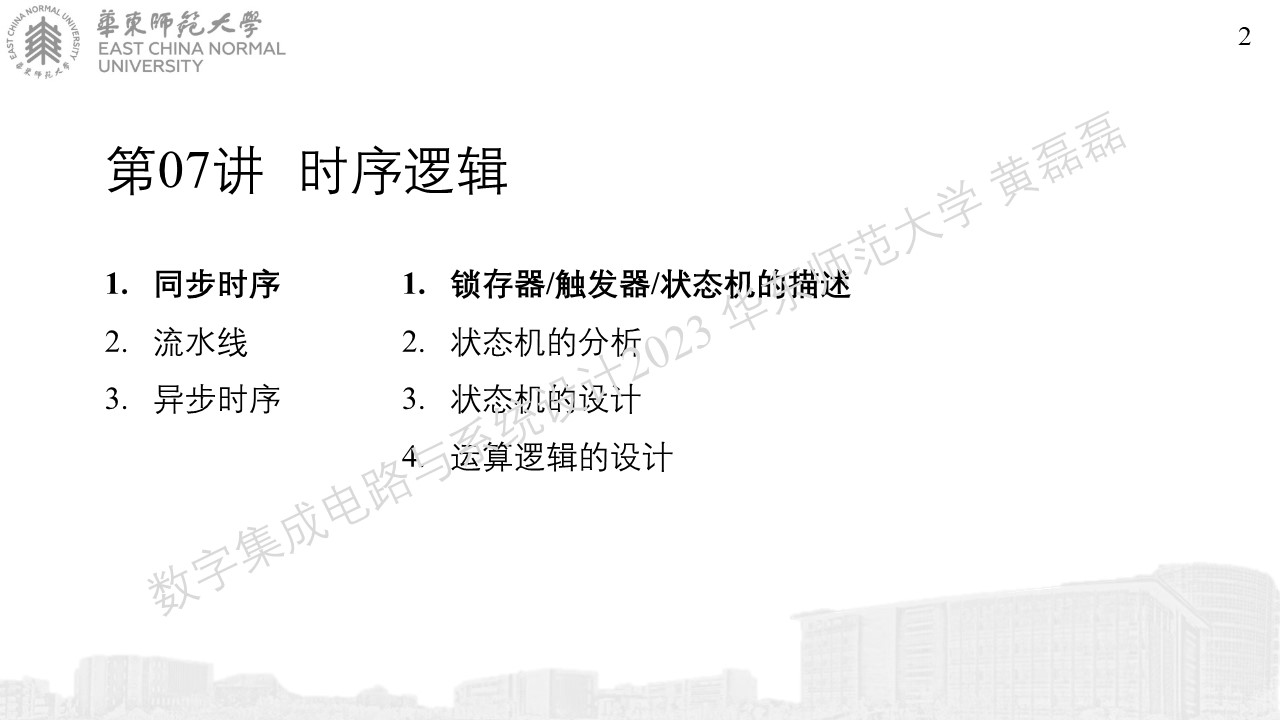 華東師範大學
EAST CHINA NORMAL
UNIVERSITY
2
第07讲 时序逻辑
1. 同步时序
2. 流水线
3. 异步时序
1. 锁存器/触发器/状态机的描述
2. 状态机的分析
3. 状态机的设计
4. 运算逻辑的设计
数字集成电路与系统设计2023 华东师范大学 黄磊磊
EAST CHINA NORMAL UNIVERSITY
華東师范大学